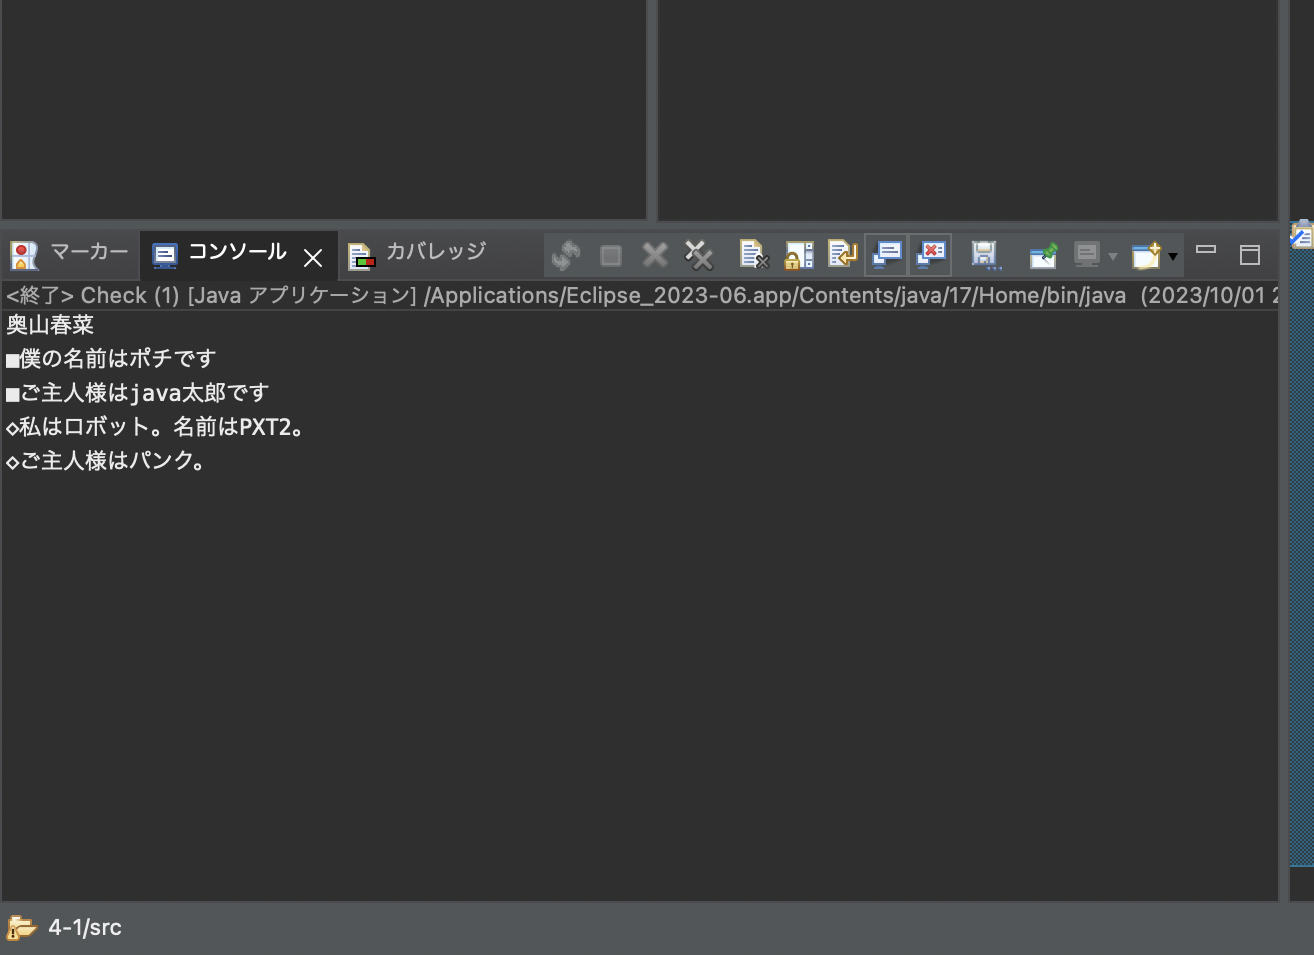 マーカー コンソール カバレッジ
<終了> Check (1) [Java アプリケーション] /Applications/Eclipse_2023-06.app/Contents/java/17/Home/bin/java (2023/10/01 2
奥山春菜
■僕の名前はポチです
■ご主人様はjava太郎です
◇私はロボット。名前はPXT2。
◇ご主人様はパンク。
4-1/src